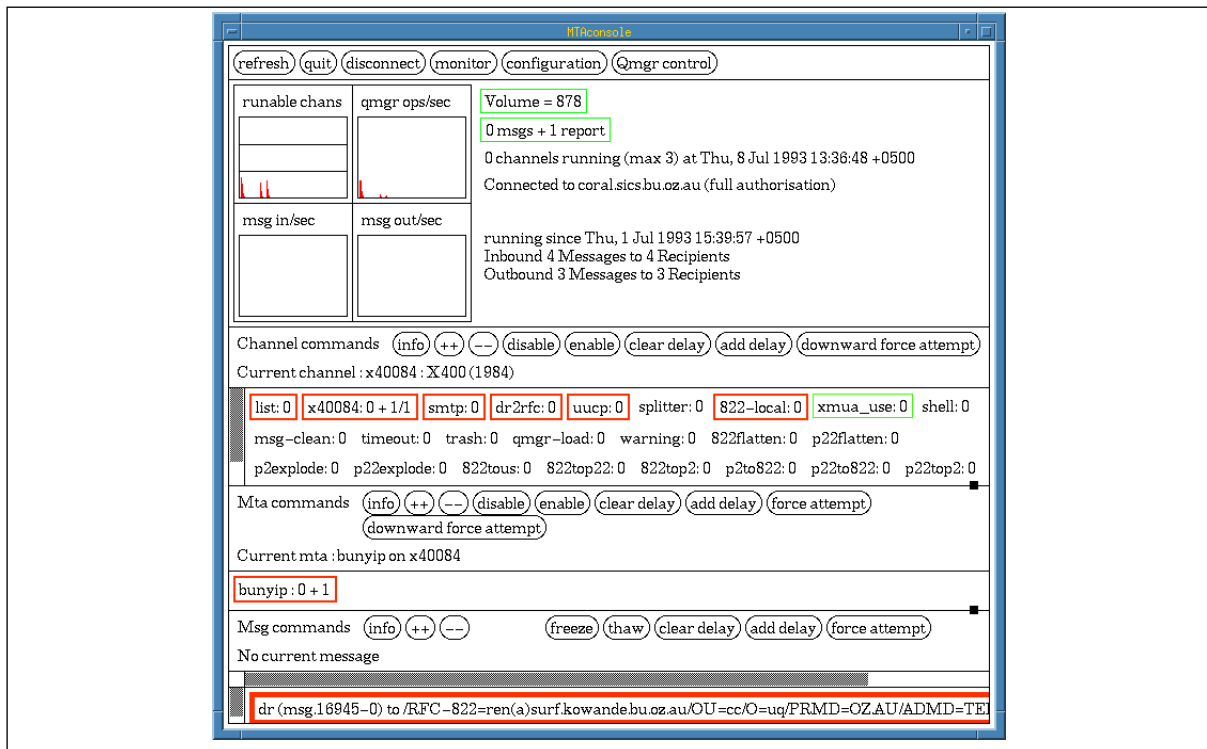 MTAconsole
refresh quit disconnect monitor configuration Qmgr control
runable chans qmgr ops/sec Volume = 878
0 msgs + 1 report
0 channels running (max 3) at Thu, 8 Jul 1993 13:36:48 +0500
Connected to coral.sics.bu.oz.au (full authorisation)
msg in/sec msg out/sec
running since Thu, 1 Jul 1993 15:39:57 +0500
Inbound 4 Messages to 4 Recipients
Outbound 3 Messages to 3 Recipients
Channel commands info ++ -- disable enable clear delay add delay downward force attempt
Current channel : x40084 : X400 (1984)
list: 0 x40084: 0 + 1/1 smtp: 0 dr2rfc: 0 uucp: 0 splitter: 0 822-local: 0 xmua_use: 0 shell: 0
msg-clean: 0 timeout: 0 trash: 0 qmgr-load: 0 warning: 0 822flatten: 0 p22flatten: 0
p2explode: 0 p22explode: 0 822tous: 0 822top22: 0 822top2: 0 p2to822: 0 p22to822: 0 p22top2: 0
Mta commands info ++ -- disable enable clear delay add delay force attempt
downward force attempt
Current mta : bunyip on x40084
bunyip : 0 + 1
Msg commands info ++ -- freeze thaw clear delay add delay force attempt
No current message
dr (msg.16945-0) to /RFC-822=ren(a)surf.kowande.bu.oz.au/OU=cc/O=uq/PRMD=OZ.AU/ADMD=TE